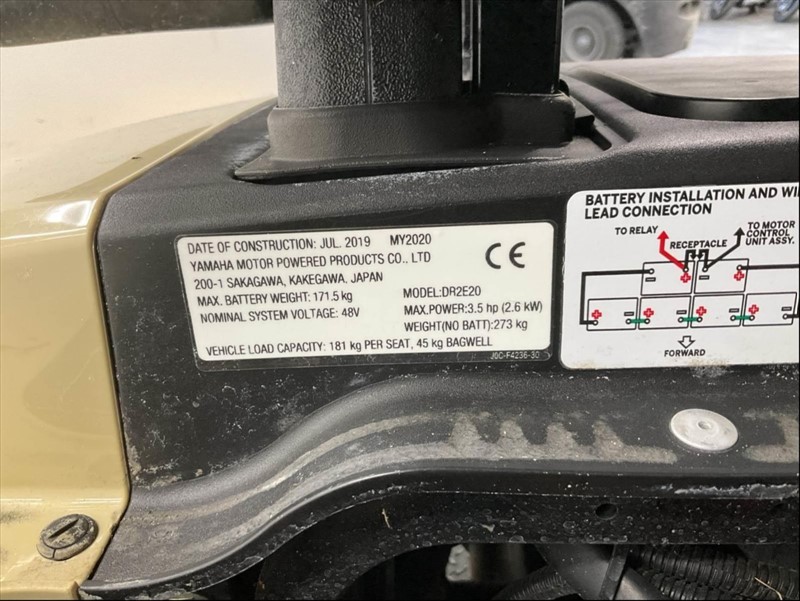 DATE OF CONSTRUCTION: JUL. 2019 MY2020
YAMAHA MOTOR POWERED PRODUCTS CO., LTD
200-1 SAKAGAWA, KAKEGAWA, JAPAN
CE
MAX. BATTERY WEIGHT: 171.5 kg MODEL:DR2E20
NOMINAL SYSTEM VOLTAGE: 48V MAX.POWER:3.5 hp (2.6 kW)
WEIGHT(NO BATT):273 kg
VEHICLE LOAD CAPACITY: 181 kg PER SEAT, 45 kg BAGWELL
J0C-F4236-30
BATTERY INSTALLATION AND
LEAD CONNECTION
TO RELAY
RECEPTACLE
TO MOTOR
CONTROL
UNIT ASSY.
FORWARD